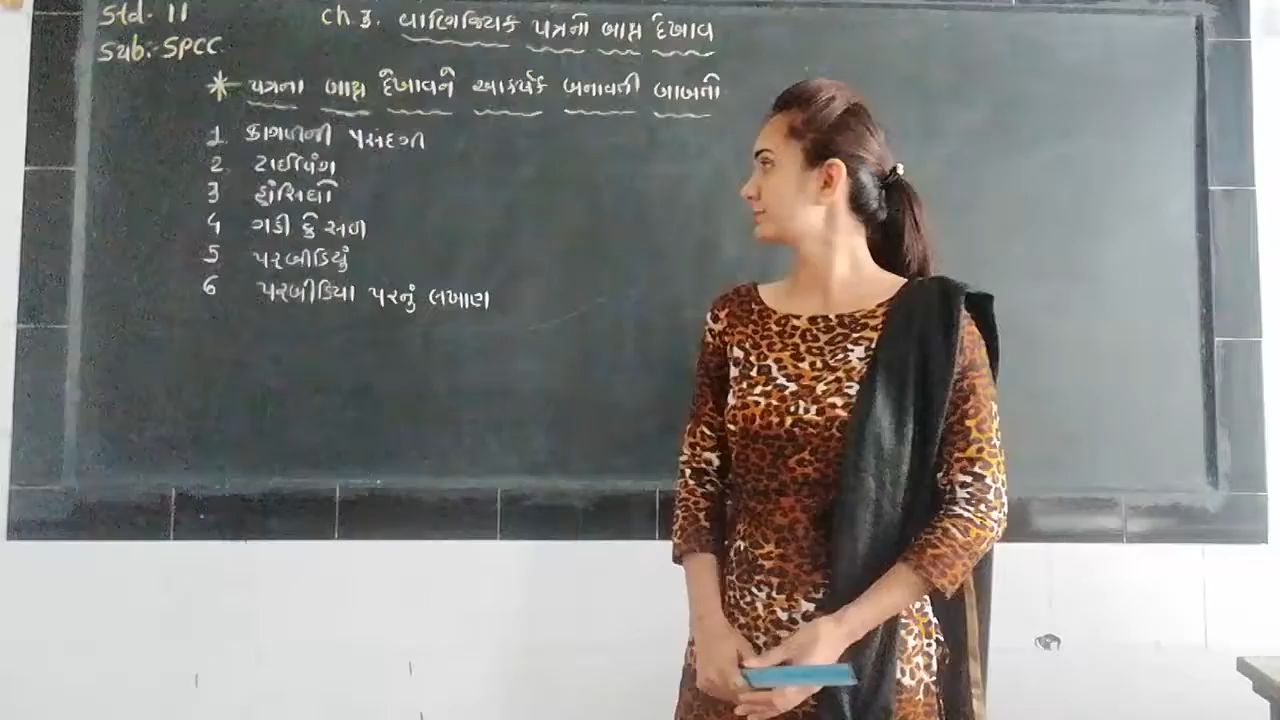 Std- 11
Ch 3. વાણિજ્યિક પત્રનો બાહ્ય દેખાવ
Sub:- SPCC
* પત્રના બાહ્ય દેખાવને આકર્ષક બનાવતી બાબતો
1. કાગળની પસંદગી
2. ટાઈપિંગ
3 હાંસિયો
4 ગડી કે સળ
5 પરબીડિયું
6 પરબીડિયા પરનું લખાણ